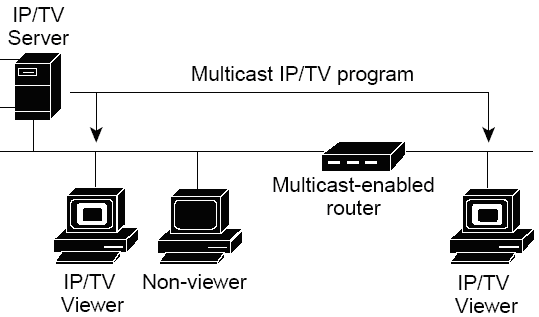 IP/TV
Server
Multicast IP/TV program
Multicast-enabled
router
IP/TV
Viewer
Non-viewer
IP/TV
Viewer